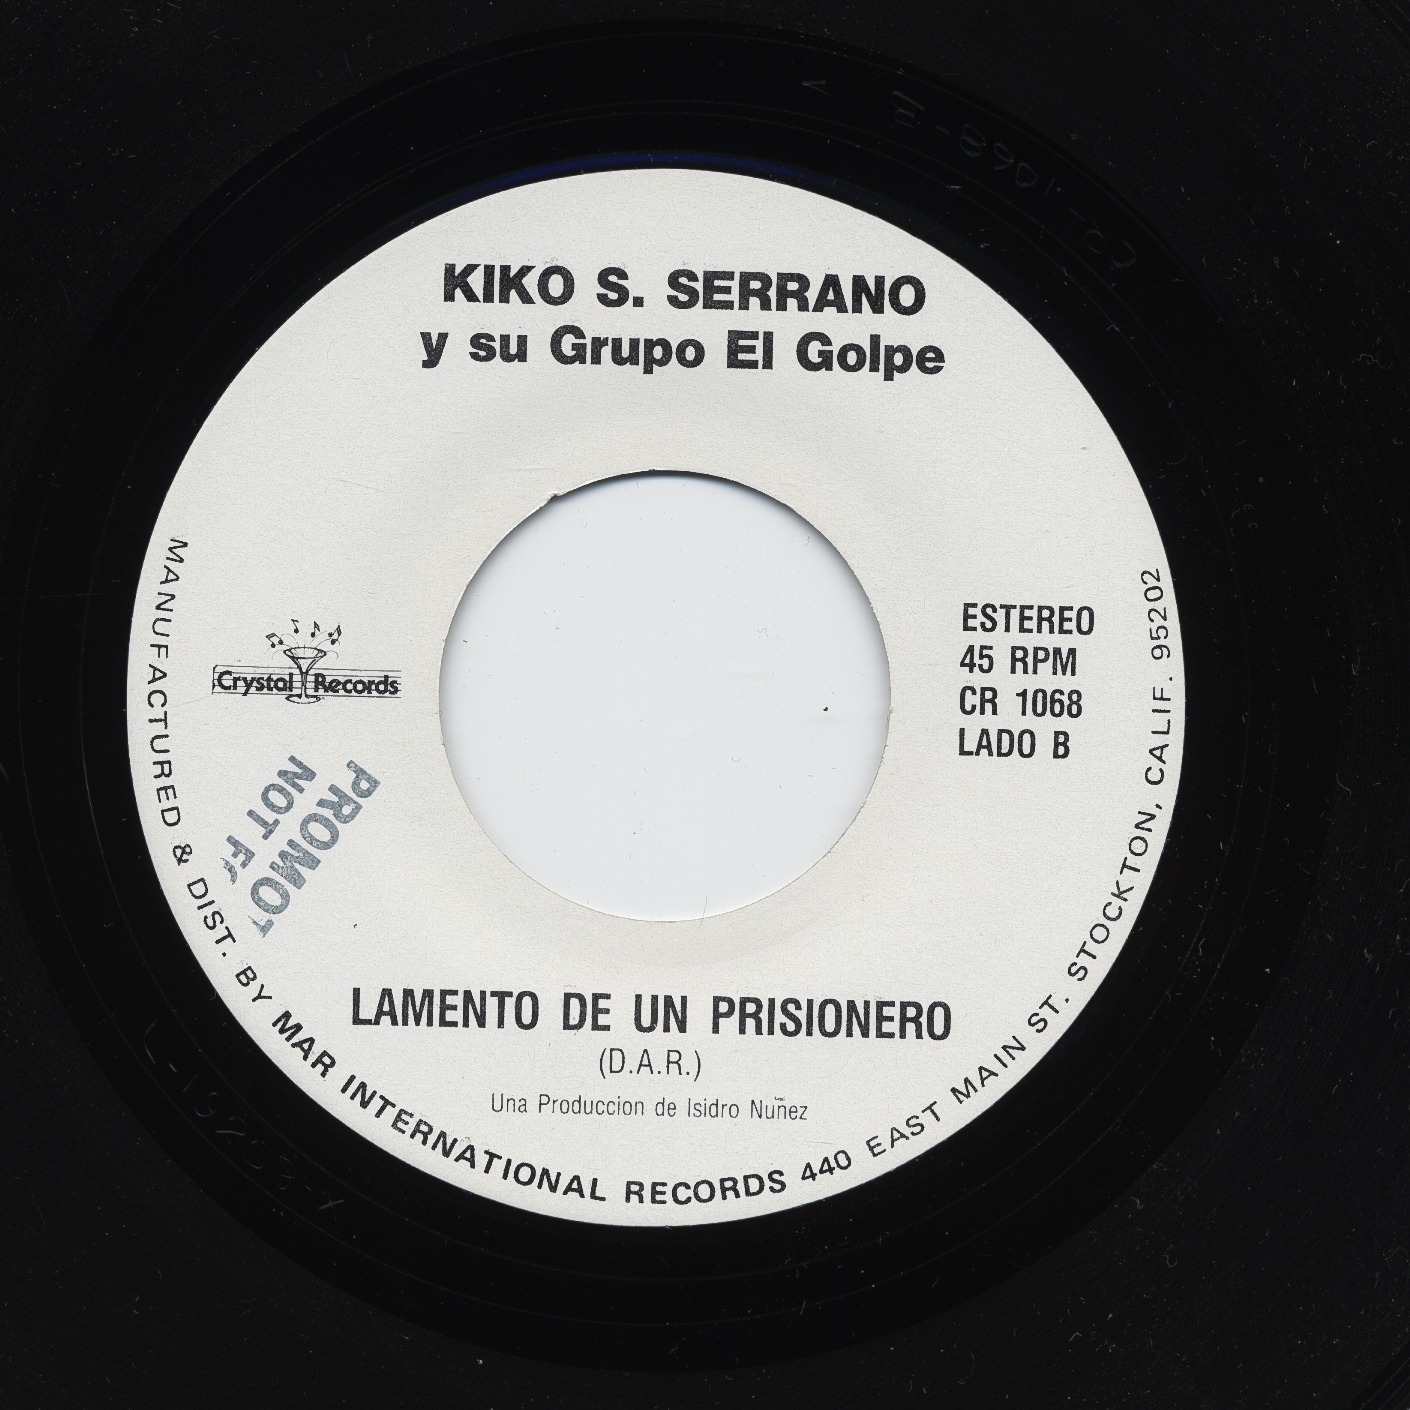 KIKO S. SERRANO
y su Grupo El Golpe
Crystal Records
ESTEREO
45 RPM
CR 1068
LADO B
PROMO
NOT F
LAMENTO DE UN PRISIONERO
(D.A.R.)
Una Produccion de Isidro Nuñez
MANUFACTURED & DIST. BY MAR INTERNATIONAL RECORDS 440 EAST MAIN ST. STOCKTON, CALIF. 95202